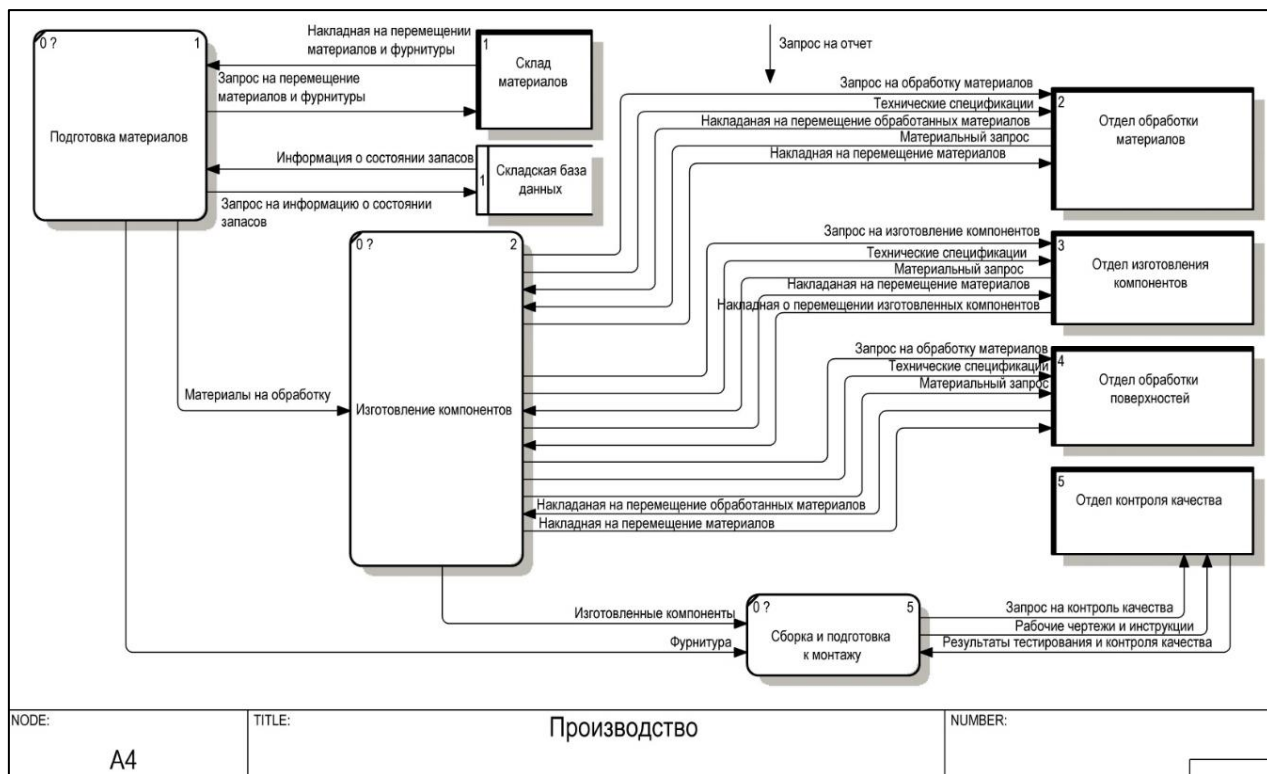 0 ?
1
Подготовка материалов
Накладная на перемещении
материалов и фурнитуры
Запрос на перемещение
материалов и фурнитуры
1
Склад
материалов
Информация о состоянии запасов
Запрос на информацию о состоянии
запасов
1
Складская база
данных
Запрос на отчет
Запрос на обработку материалов
Технические спецификации
Накладаная на перемещение обработанных материалов
Материальный запрос
Накладная на перемещение материалов
2
Отдел обработки
материалов
0 ?
2
Изготовление компонентов
Материалы на обработку
Запрос на изготовление компонентов
Технические спецификации
Материальный запрос
Накладаная на перемещение материалов
Накладная о перемещении изготовленных компонентов
3
Отдел изготовления
компонентов
Запрос на обработку материалов
Технические спецификации
Материальный запрос
Накладаная на перемещение обработанных материалов
Накладная на перемещение материалов
4
Отдел обработки
поверхностей
5
Отдел контроля качества
Изготовленные компоненты
Фурнитура
0 ?
5
Сборка и подготовка
к монтажу
Запрос на контроль качества
Рабочие чертежи и инструкции
Результаты тестирования и контроля качества
NODE:
A4
TITLE:
Производство
NUMBER: